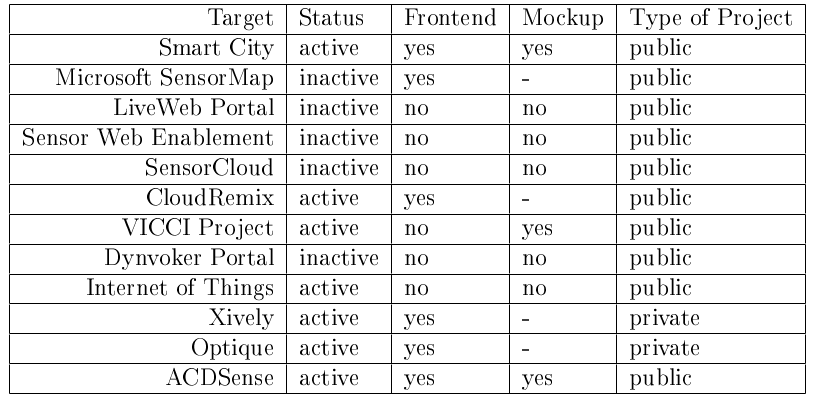 Target Status Frontend Mockup Type of Project
Smart City active yes yes public
Microsoft SensorMap inactive yes - public
LiveWeb Portal inactive no no public
Sensor Web Enablement inactive no no public
SensorCloud inactive no no public
CloudRemix active yes - public
VICCI Project active no yes public
Dynvoker Portal inactive no no public
Internet of Things active no no public
Xively active yes - private
Optique active yes - private
ACDSense active yes yes public